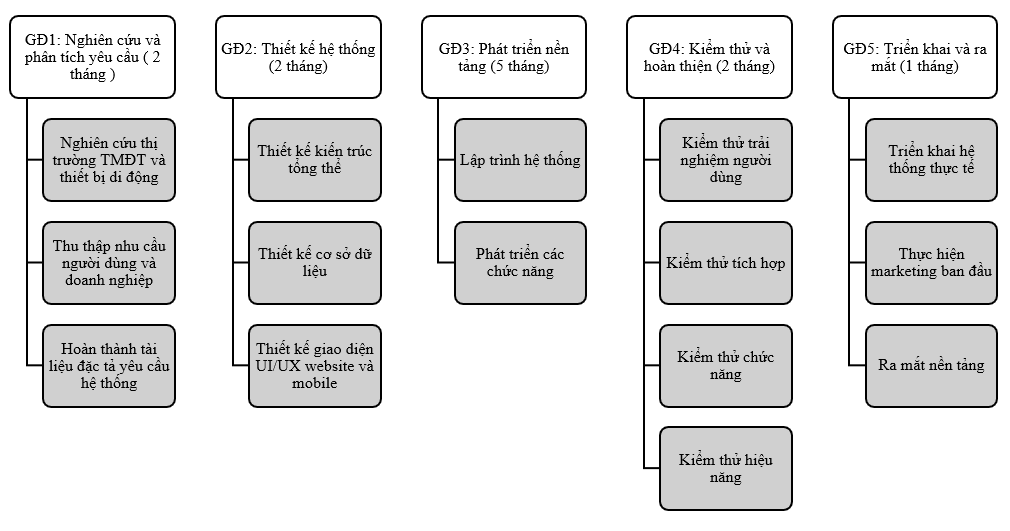 GĐ1: Nghiên cứu và
phân tích yêu cầu ( 2
tháng )
Nghiên cứu thị
trường TMĐT và
thiết bị di động
Thu thập nhu cầu
người dùng và
doanh nghiệp
Hoàn thành tài
liệu đặc tả yêu cầu
hệ thống
GĐ2: Thiết kế hệ thống
(2 tháng)
Thiết kế kiến trúc
tổng thể
Thiết kế cơ sở dữ
liệu
Thiết kế giao diện
UI/UX website và
mobile
GĐ3: Phát triển nền
tảng (5 tháng)
Lập trình hệ thống
Phát triển các
chức năng
GĐ4: Kiểm thử và
hoàn thiện (2 tháng)
Kiểm thử trải
nghiệm người
dùng
Kiểm thử tích hợp
Kiểm thử chức
năng
Kiểm thử hiệu
năng
GĐ5: Triển khai và ra
mắt (1 tháng)
Triển khai hệ
thống thực tế
Thực hiện
marketing ban đầu
Ra mắt nền tảng